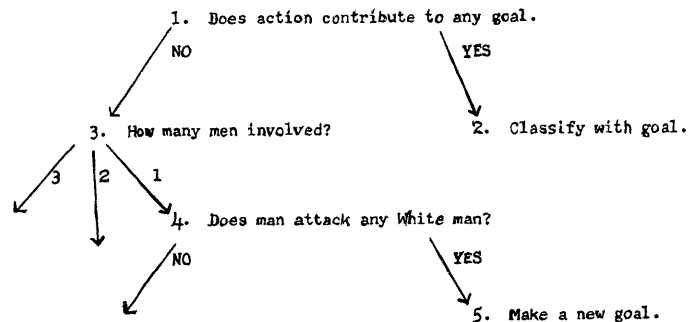 1. Does action contribute to any goal.
NO YES
3. How many men involved? 2. Classify with goal.
3 2 1
4. Does man attack any White man?
NO YES
5. Make a new goal.